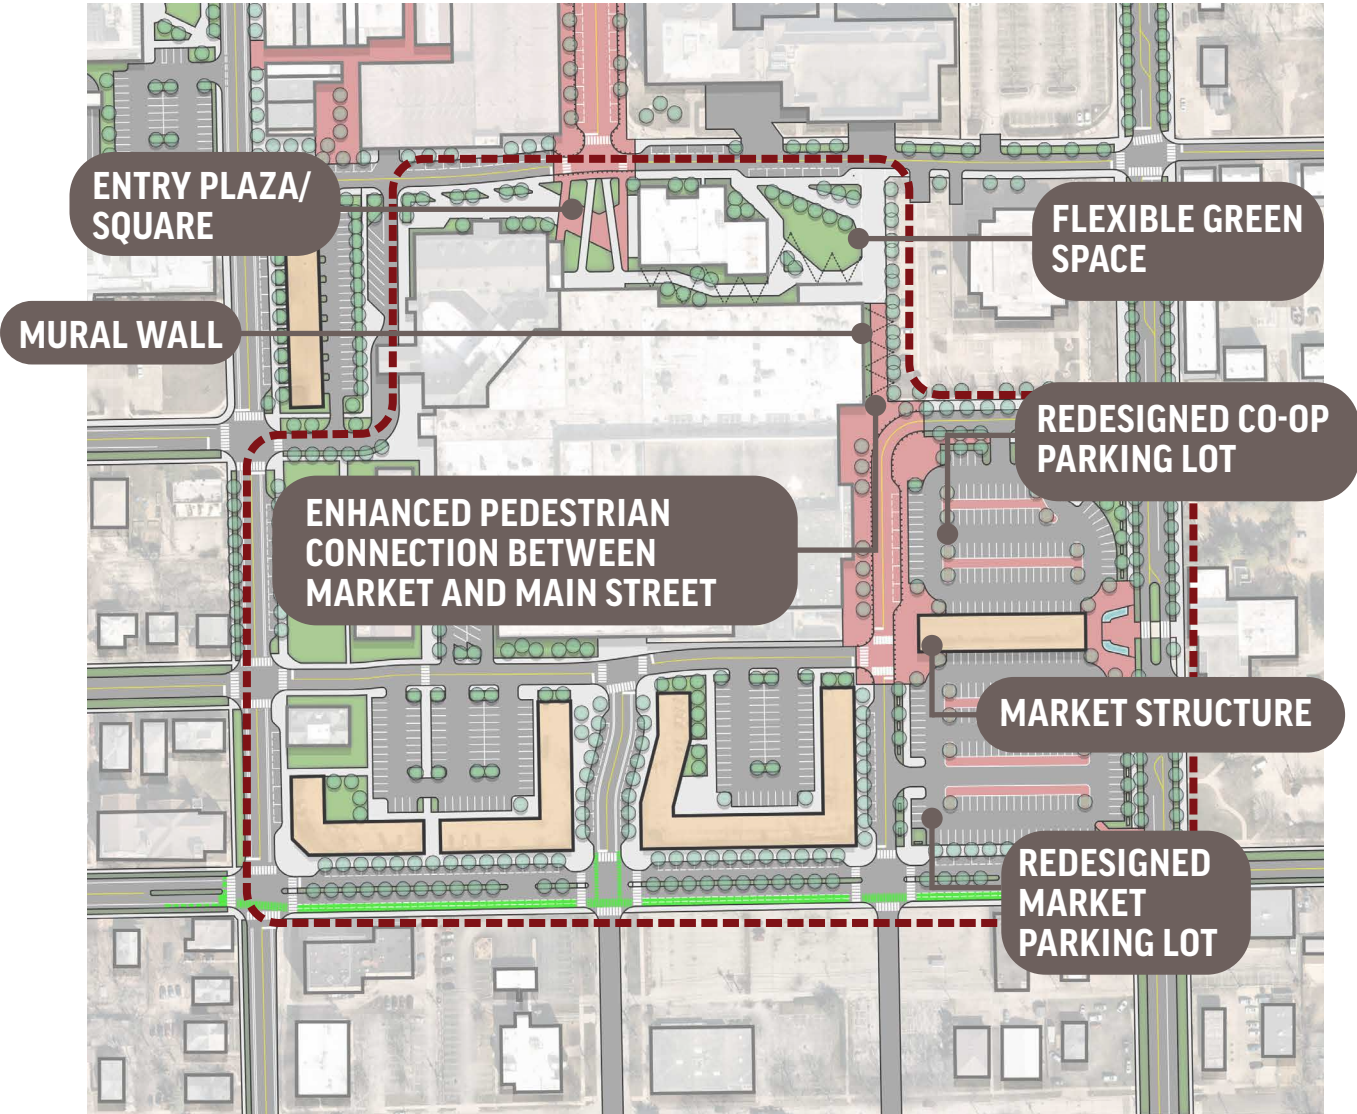 ENTRY PLAZA/
SQUARE
FLEXIBLE GREEN
SPACE
MURAL WALL
REDESIGNED CO-OP
PARKING LOT
ENHANCED PEDESTRIAN
CONNECTION BETWEEN
MARKET AND MAIN STREET
MARKET STRUCTURE
REDESIGNED
MARKET
PARKING LOT